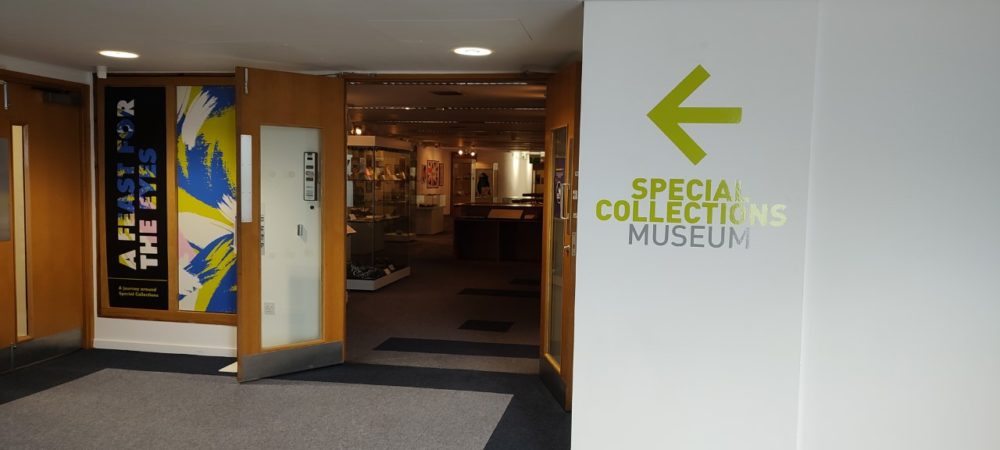 A FEAST FOR
THE EYES
A journey around
Special Collections
SPECIAL
COLLECTIONS
MUSEUM